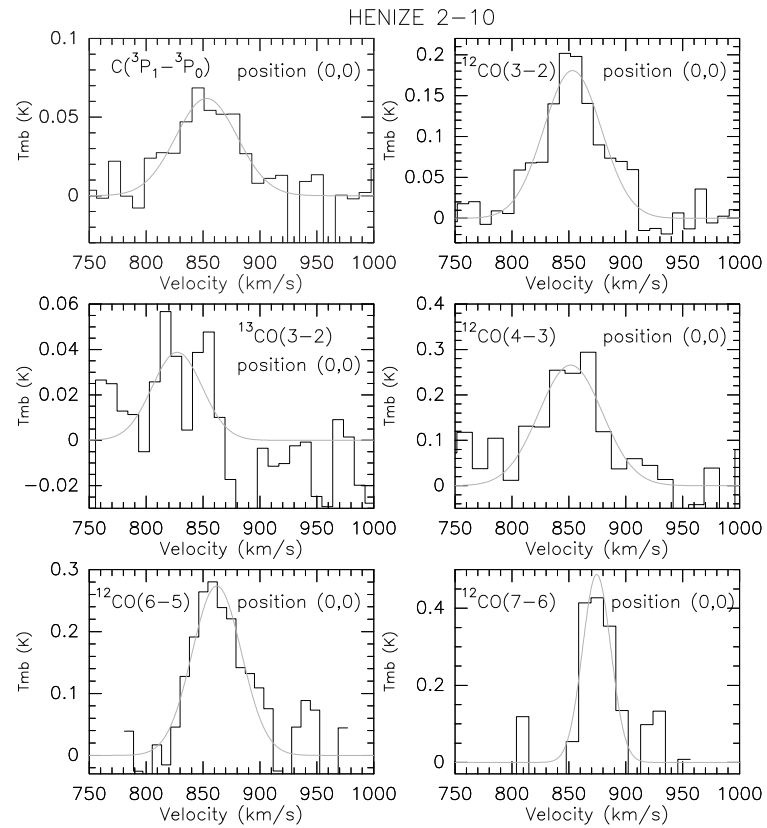 HENIZE 2−10
C(³P₁−³P₀) position (0,0)
0.1
0.05
0
Tmb (K)
750 800 850 900 950 1000
Velocity (km/s)
¹²CO(3−2) position (0,0)
0.2
0.15
0.1
0.05
0
Tmb (K)
750 800 850 900 950 1000
Velocity (km/s)
¹³CO(3−2)
position (0,0)
0.06
0.04
0.02
0
−0.02
Tmb (K)
750 800 850 900 950 1000
Velocity (km/s)
¹²CO(4−3) position (0,0)
0.4
0.3
0.2
0.1
0
Tmb (K)
750 800 850 900 950 1000
Velocity (km/s)
¹²CO(6−5) position (0,0)
0.3
0.2
0.1
0
Tmb (K)
750 800 850 900 950 1000
Velocity (km/s)
¹²CO(7−6) position (0,0)
0.4
0.2
0
Tmb (K)
750 800 850 900 950 1000
Velocity (km/s)